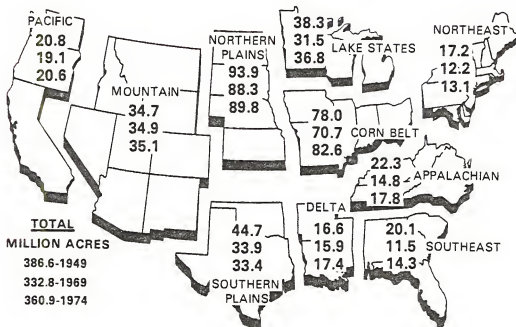 PACIFIC
20.8
19.1
20.6
MOUNTAIN
34.7
34.9
35.1
NORTHERN
PLAINS
93.9
88.3
89.8
38.3
31.5
36.8
LAKE STATES
NORTHEAST
17.2
12.2
13.1
78.0
70.7
82.6
CORN BELT
22.3
14.8
17.8
APPALACHIAN
DELTA
16.6
15.9
17.4
20.1
11.5
14.3
SOUTHEAST
44.7
33.9
33.4
SOUTHERN
PLAINS
TOTAL
MILLION ACRES
386.6-1949
332.8-1969
360.9-1974